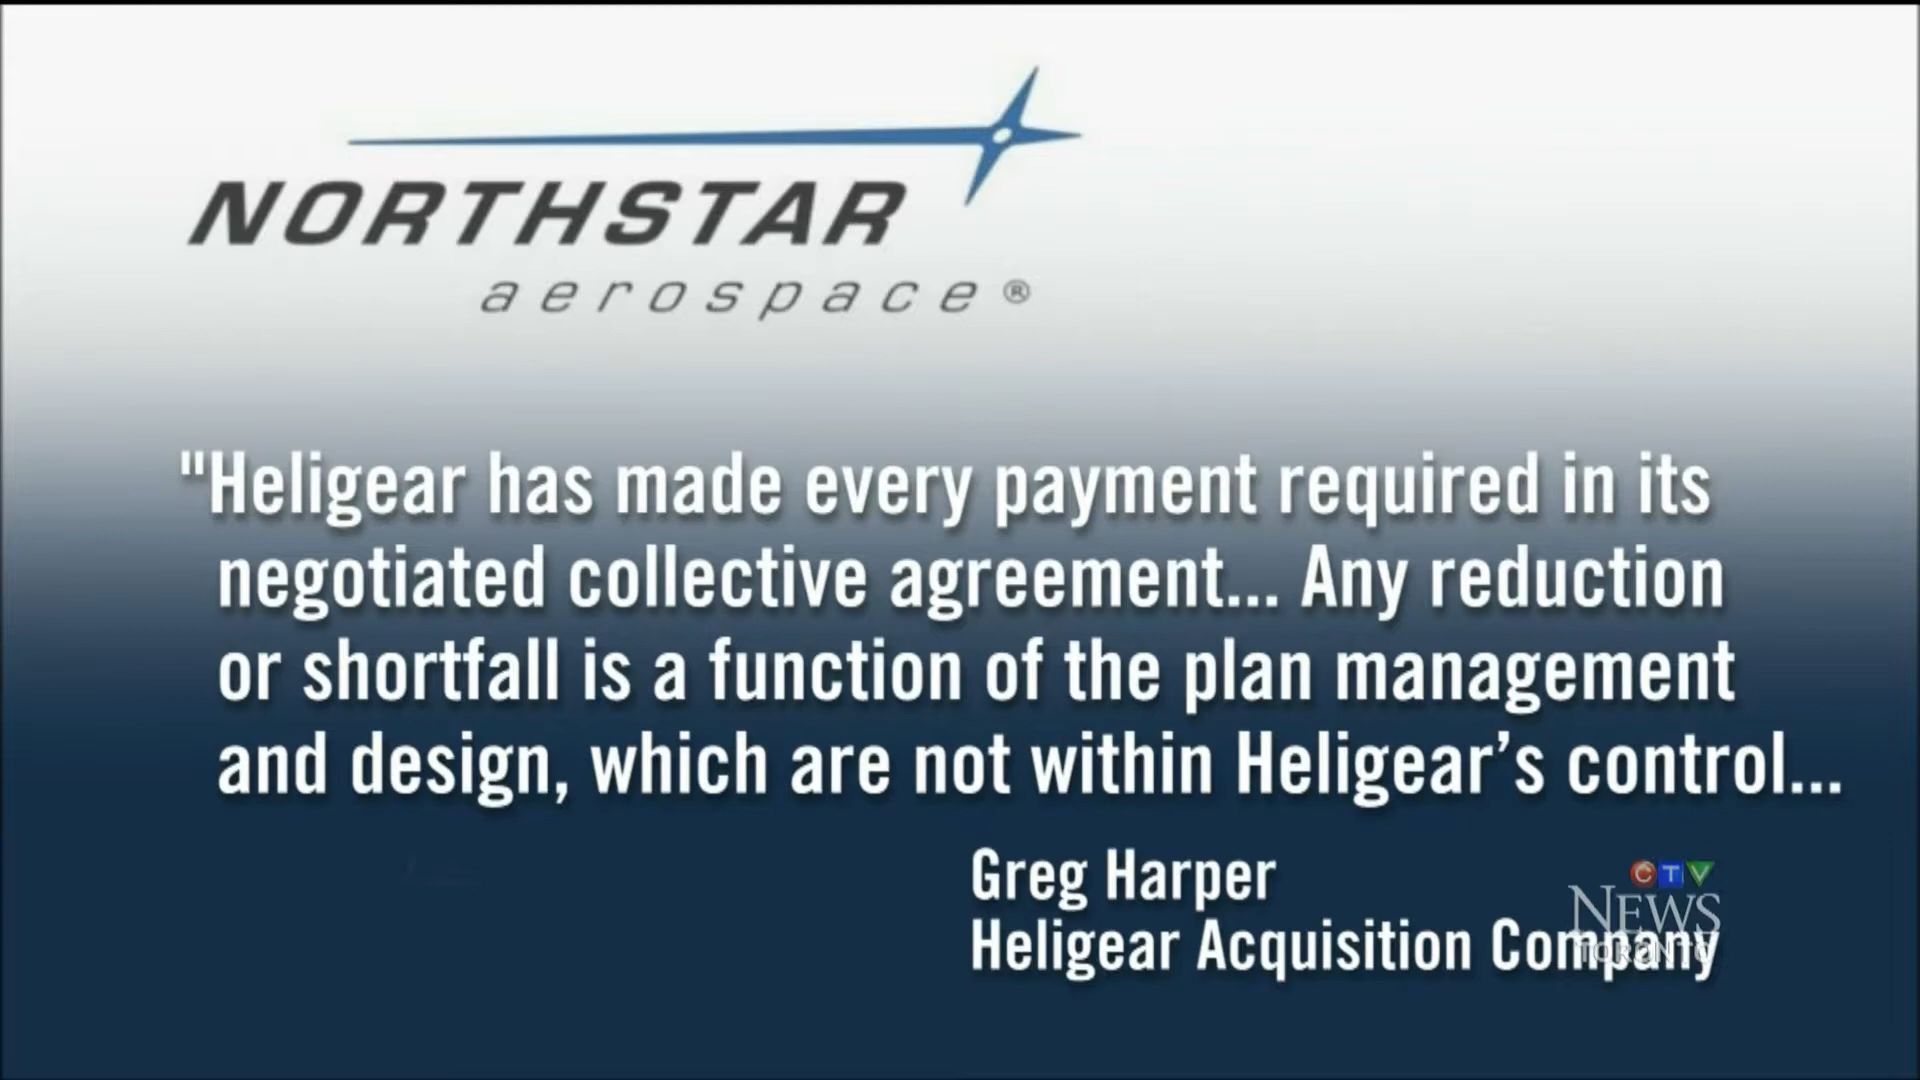 NORTHSTAR
aerospace®
"Heligear has made every payment required in its
negotiated collective agreement... Any reduction
or shortfall is a function of the plan management
and design, which are not within Heligear’s control...
Greg Harper
Heligear Acquisition Company
CTV
NEWS
TORONTO